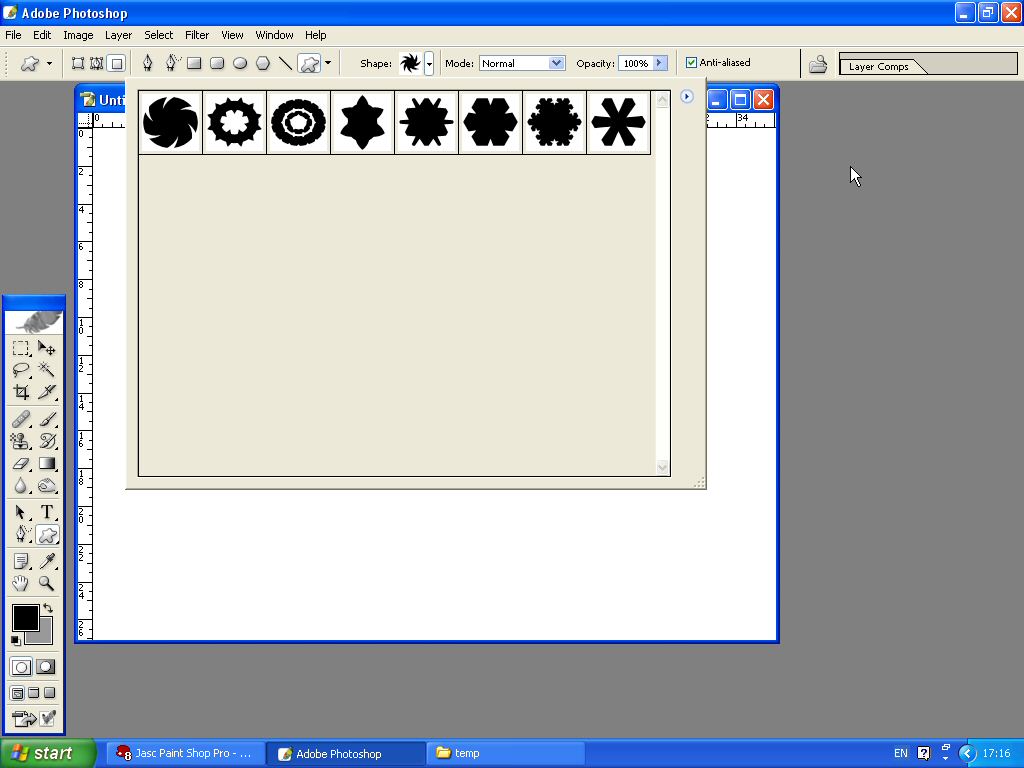 Adobe Photoshop
File Edit Image Layer Select Filter View Window Help
Shape: Mode: Normal Opacity: 100% Anti-aliased Layer Comps
Unti
0 34
0
2
4
6
8
10
12
14
16
18
20
22
24
26
T
start 8 Jasc Paint Shop Pro - ... Adobe Photoshop temp EN ? 17:16